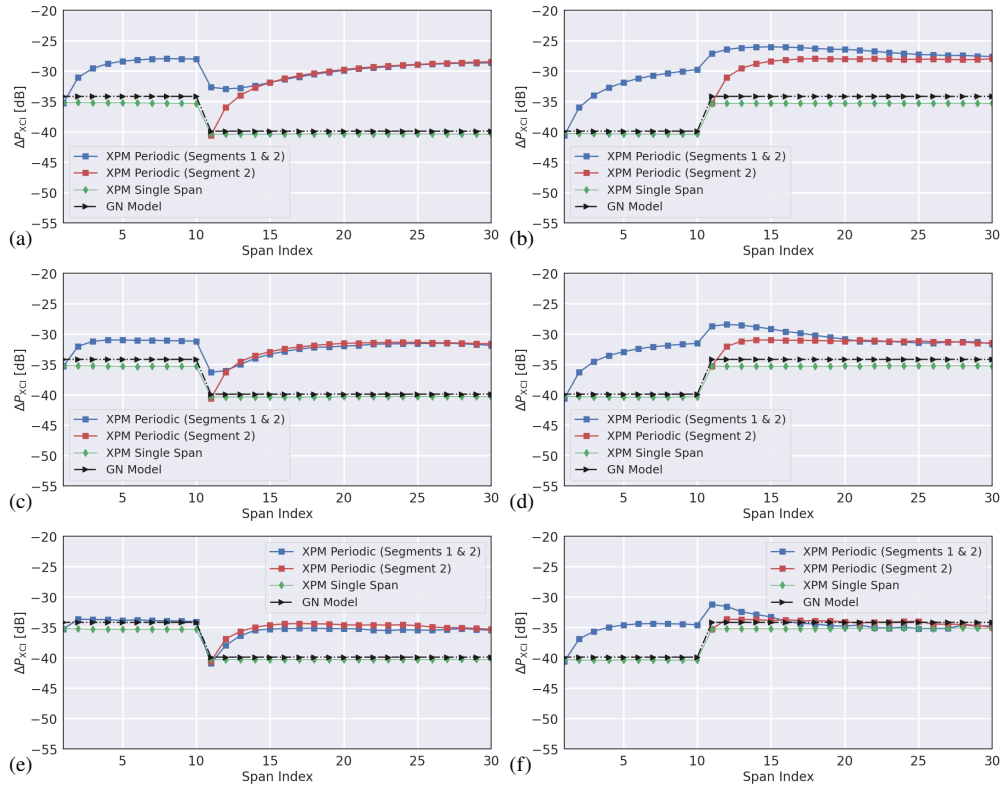 −20
−25
−30
−35
−40
−45
−50
−55
ΔP_XCI [dB]
XPM Periodic (Segments 1 & 2)
XPM Periodic (Segment 2)
XPM Single Span
GN Model
5 10 15 20 25 30
Span Index
(a)
−20
−25
−30
−35
−40
−45
−50
−55
ΔP_XCI [dB]
XPM Periodic (Segments 1 & 2)
XPM Periodic (Segment 2)
XPM Single Span
GN Model
5 10 15 20 25 30
Span Index
(b)
−20
−25
−30
−35
−40
−45
−50
−55
ΔP_XCI [dB]
XPM Periodic (Segments 1 & 2)
XPM Periodic (Segment 2)
XPM Single Span
GN Model
5 10 15 20 25 30
Span Index
(c)
−20
−25
−30
−35
−40
−45
−50
−55
ΔP_XCI [dB]
XPM Periodic (Segments 1 & 2)
XPM Periodic (Segment 2)
XPM Single Span
GN Model
5 10 15 20 25 30
Span Index
(d)
−20
−25
−30
−35
−40
−45
−50
−55
ΔP_XCI [dB]
XPM Periodic (Segments 1 & 2)
XPM Periodic (Segment 2)
XPM Single Span
GN Model
5 10 15 20 25 30
Span Index
(e)
−20
−25
−30
−35
−40
−45
−50
−55
ΔP_XCI [dB]
XPM Periodic (Segments 1 & 2)
XPM Periodic (Segment 2)
XPM Single Span
GN Model
5 10 15 20 25 30
Span Index
(f)